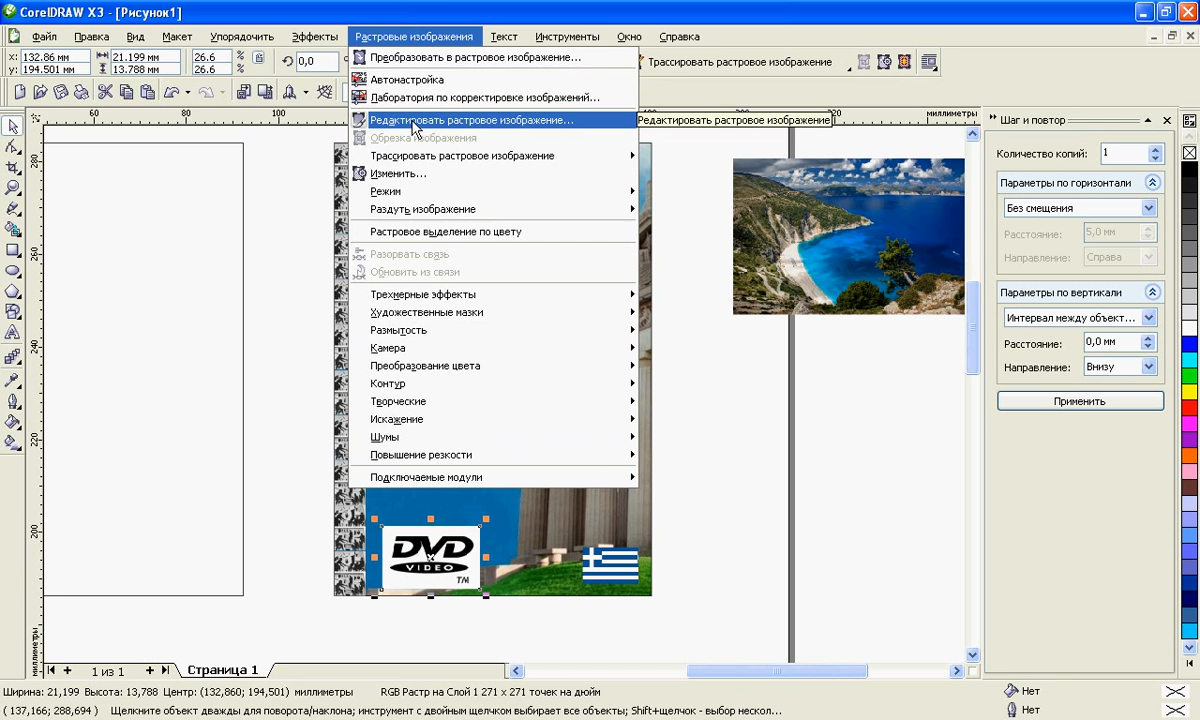 CorelDRAW X3 - [Рисунок1]
Файл Правка Вид Макет Упорядочить Эффекты Растровые изображения Текст Инструменты Окно Справка
x: 132.86 мм 21.199 мм 26.6 % 0,0 Трассировать растровое изображение
y: 194.501 мм 13.788 мм 26.6 %
Преобразовать в растровое изображение...
Автонастройка
Лаборатория по корректировке изображений...
Редактировать растровое изображение...
Редактировать растровое изображение
Обрезка изображения
Трассировать растровое изображение
Изменить...
Режим
Раздуть изображение
Растровое выделение по цвету
Разорвать связь
Обновить из связи
Трехмерные эффекты
Художественные мазки
Размытость
Камера
Преобразование цвета
Контур
Творческие
Искажение
Шумы
Повышение резкости
Подключаемые модули
60 80 100
миллиметры
280
260
240
220
200
миллиметры
Шаг и повтор
Количество копий: 1
Параметры по горизонтали
Без смещения
Расстояние: 5,0 мм
Направление: Справа
Параметры по вертикали
Интервал между объект...
Расстояние: 0,0 мм
Направление: Внизу
Применить
DVD
VIDEO
TM
1 из 1 Страница 1
Ширина: 21,199 Высота: 13,788 Центр: (132,860; 194,501) миллиметры RGB Растр на Слой 1 271 x 271 точек на дюйм Нет
( 137,166; 288,694 ) Щелкните объект дважды для поворота/наклона; инструмент с двойным щелчком выбирает все объекты; Shift+щелчок - выбор нескол... Нет